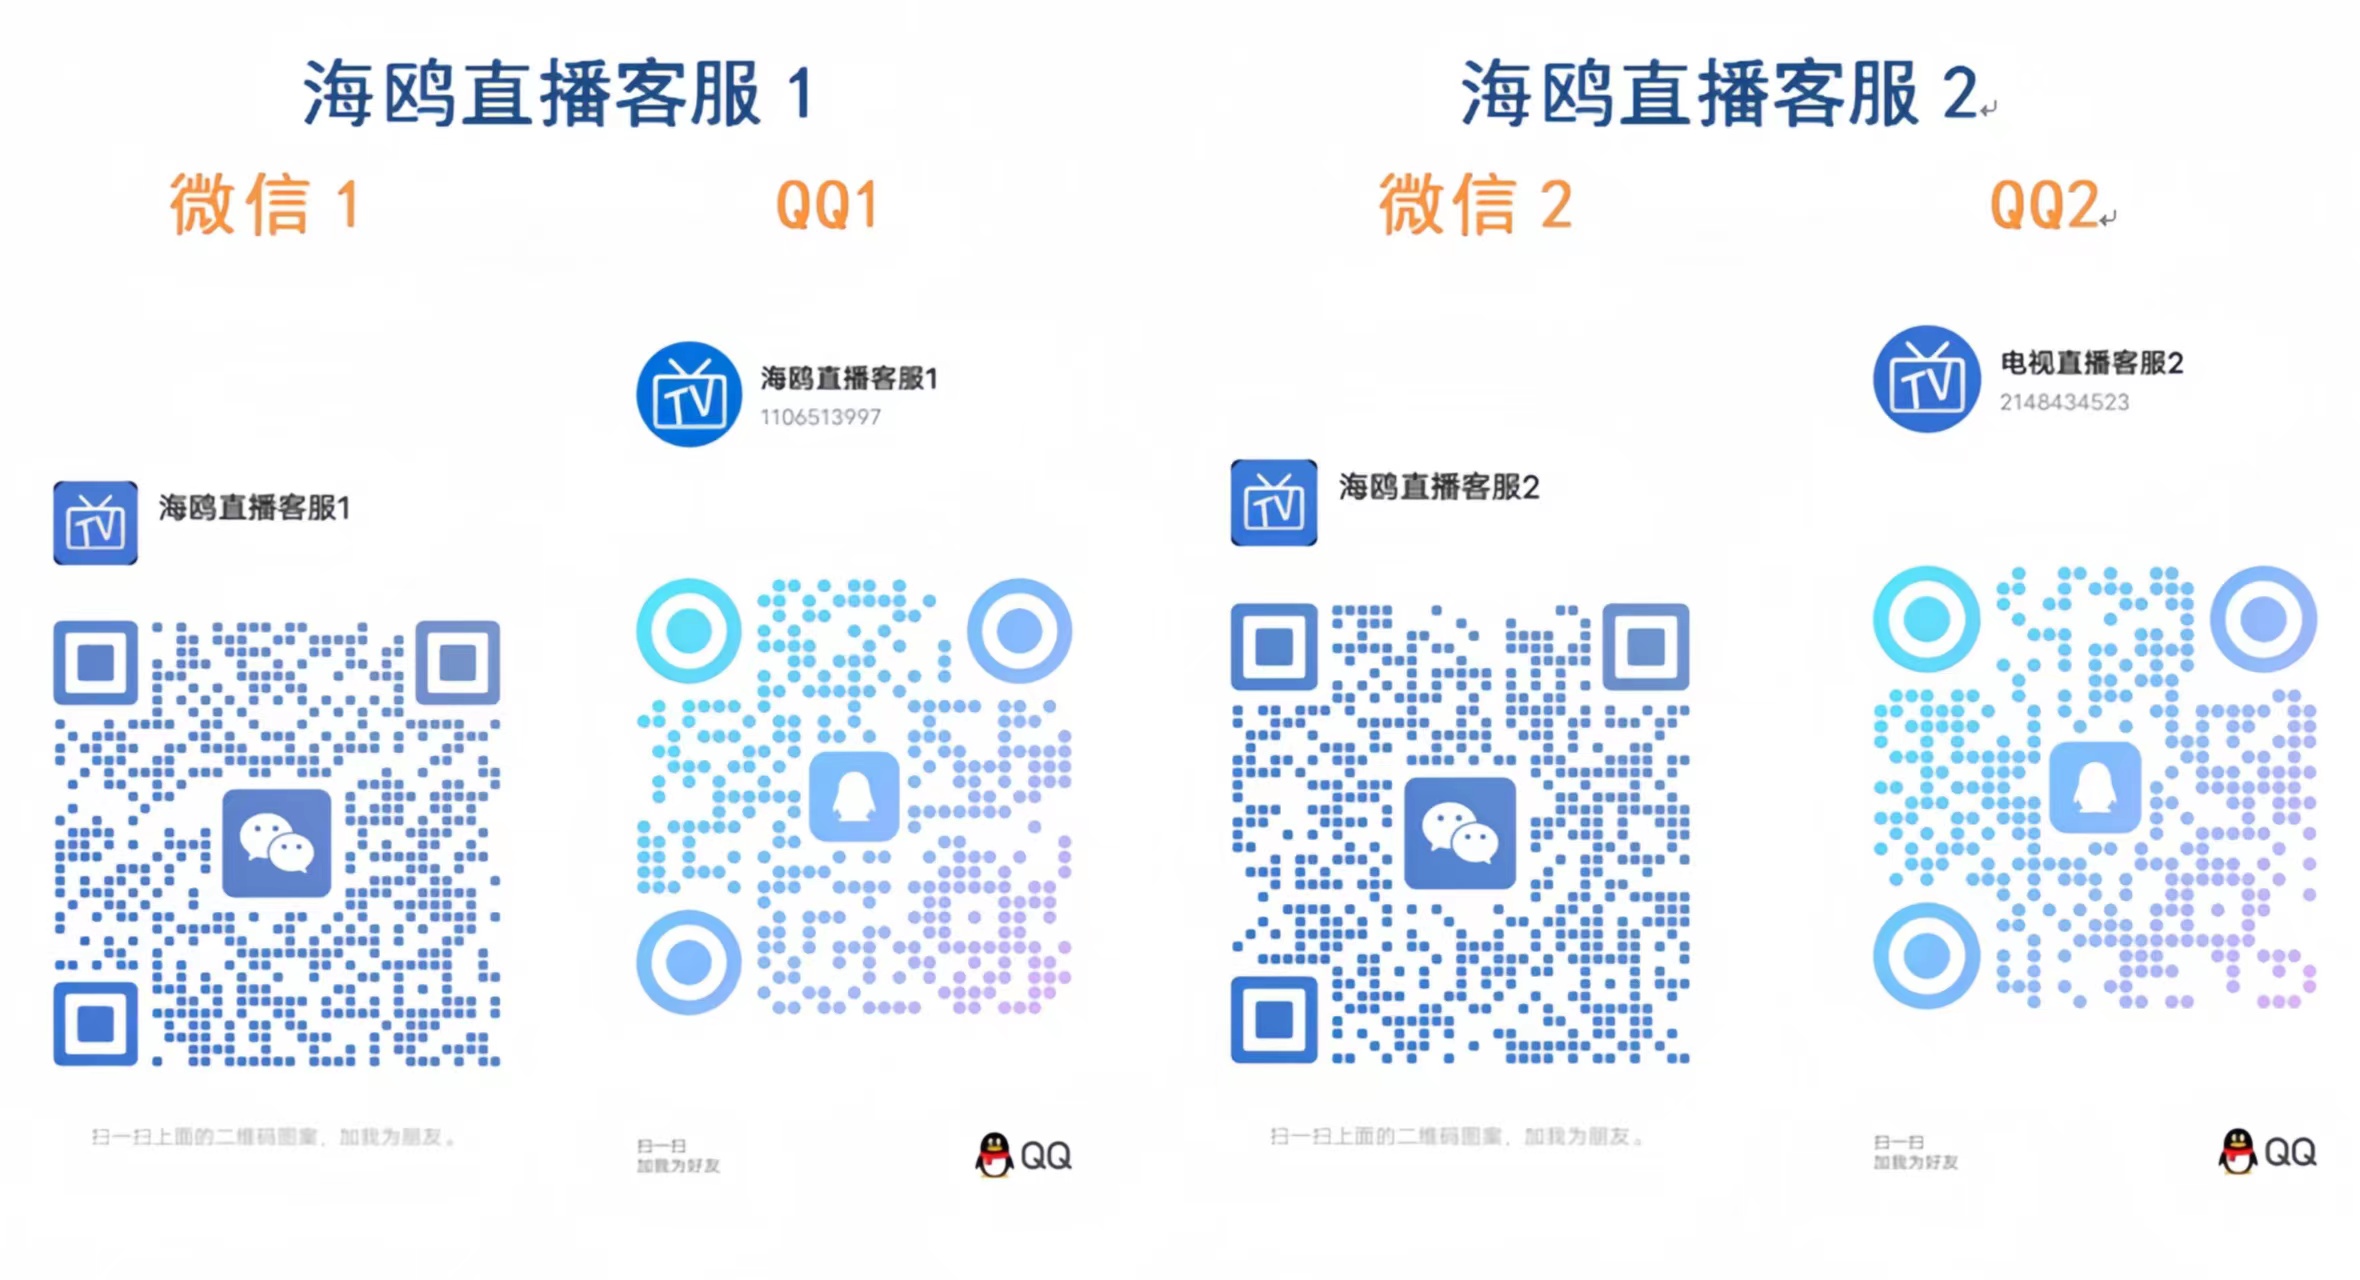 海鸥直播客服 1
微信 1
QQ1
TV
海鸥直播客服1
1106513997
TV
海鸥直播客服1
扫一扫上面的二维码图案，加我为朋友。
扫一扫
加我为好友
QQ
海鸥直播客服 2
微信 2
QQ2
TV
电视直播客服2
2148434523
TV
海鸥直播客服2
扫一扫上面的二维码图案，加我为朋友。
扫一扫
加我为好友
QQ